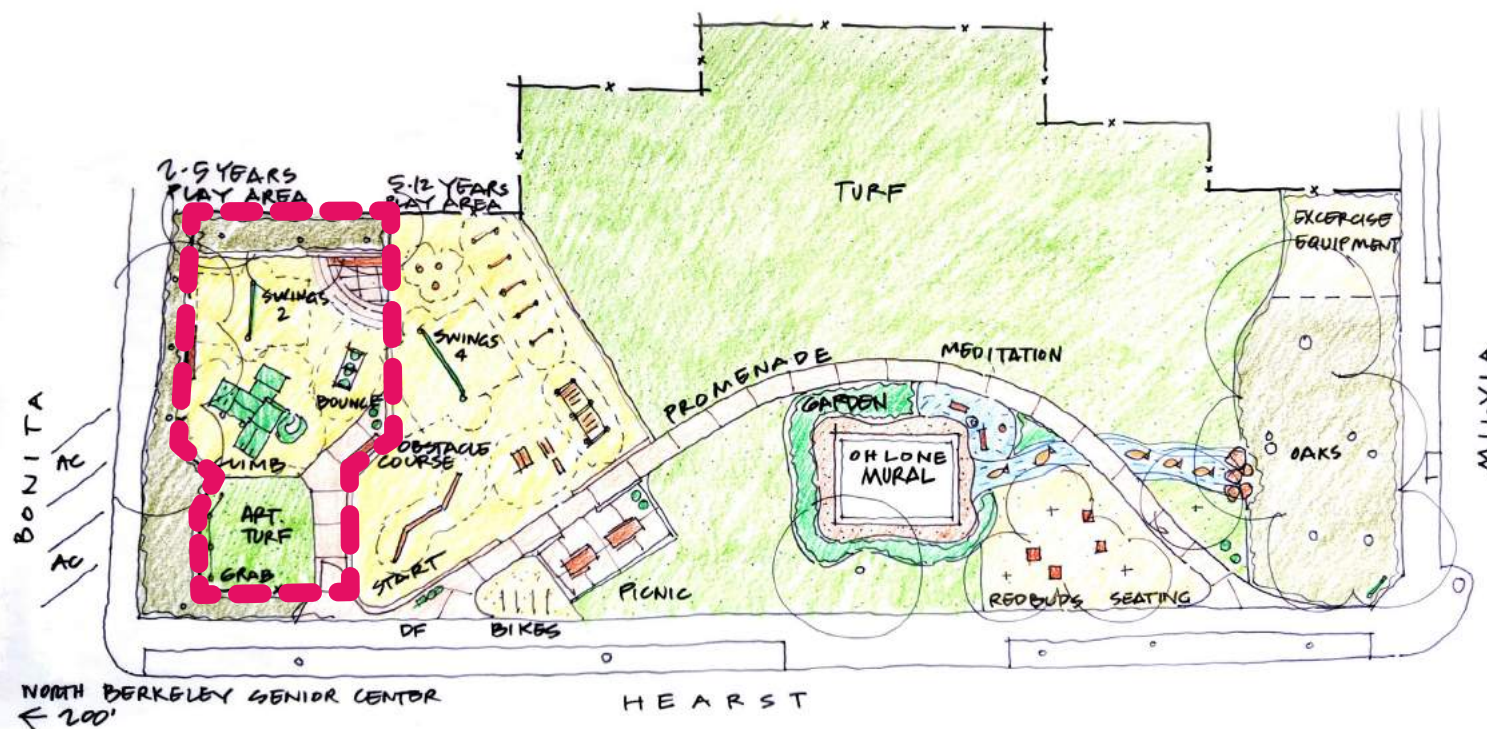 2-5 YEARS
PLAY AREA
5-12 YEARS
PLAY AREA
TURF
EXCERCISE
EQUIPMENT
SWINGS
2
SWINGS
4
BOUNCE
PROMENADE
MEDITATION
GARDEN
OHLONE
MURAL
OAKS
OBSTACLE
COURSE
CLIMB
ART.
TURF
GRAB
START
PICNIC
REDBUDS SEATING
DF
BIKES
BONITA
AC
AC
MILVIA
NORTH BERKELEY SENIOR CENTER
← 200'
HEARST